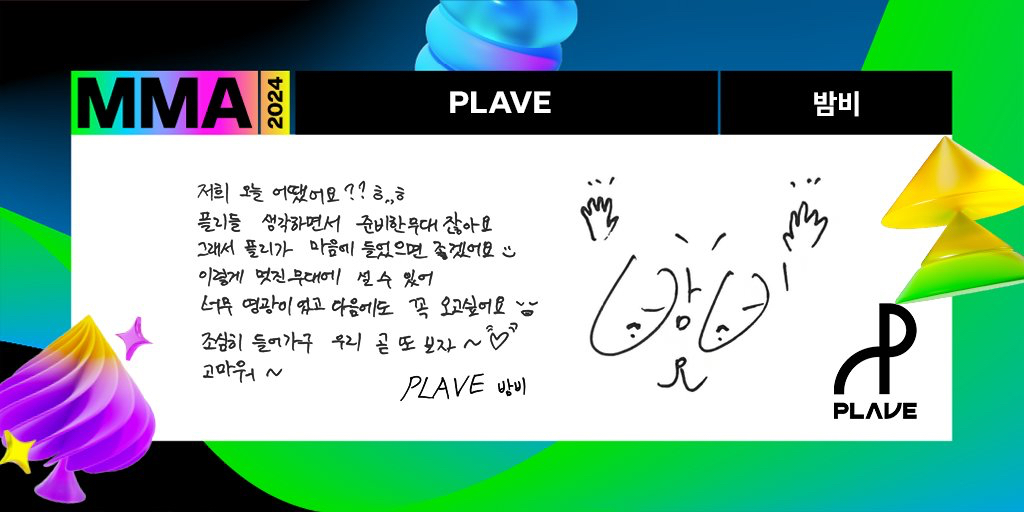 MMA
2024
PLAVE
밤비
저희 오늘 어땠어요??ㅎ,,ㅎ
플리들 생각하면서 준비한 무대 잖아요
그래서 플리가 마음에 들었으면 좋겠어요
이렇게 멋진 무대에 설 수 있어
너무 영광이 었고 다음에도 꼭 오고싶어요
조심히 들어가구 우리 곧 또 보자~♡
고마워~
PLAVE 밤비
PLAVE